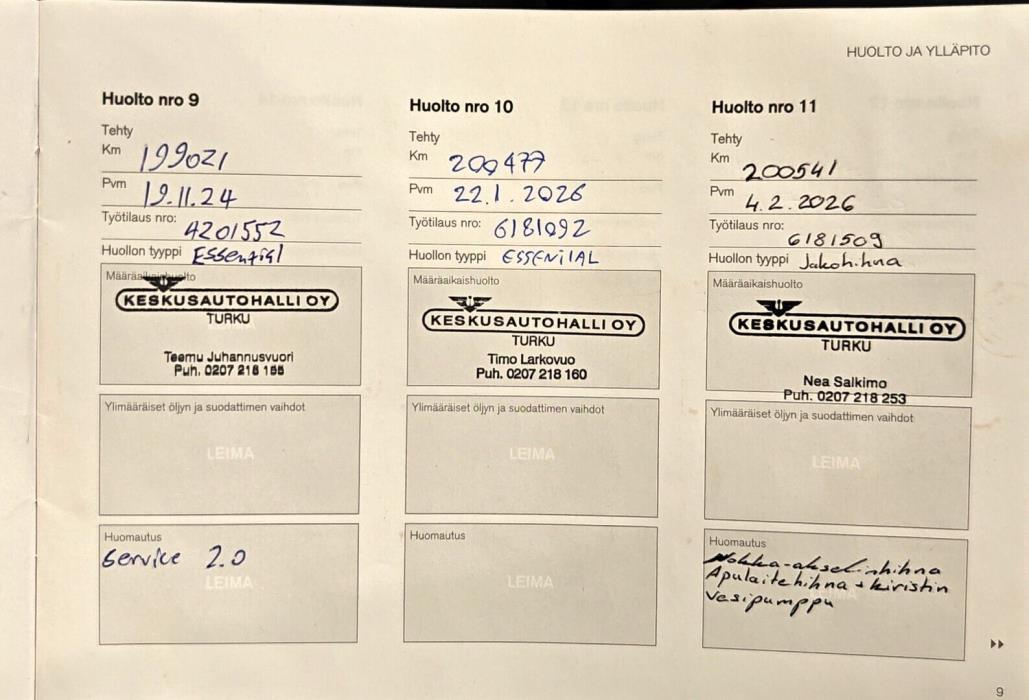 HUOLTO JA YLLÄPITO
Huolto nro 9
Tehty
Km 199021
Pvm 19.11.24
Työtilaus nro: 4201552
Huollon tyyppi Essential
Määräaikaishuolto
KESKUSAUTOHALLI OY
TURKU
Teemu Juhannusvuori
Puh. 0207 218
Ylimääräiset öljyn ja suodattimen vaihdot
LEIMA
Huomautus
Service 2.0
LEIMA
Huolto nro 10
Tehty
Km 200477
Pvm 22.1.2026
Työtilaus nro: 6181092
Huollon tyyppi ESSENiIAL
Määräaikaishuolto
KESKUSAUTOHALLI OY
TURKU
Timo Larkovuo
Puh. 0207 218 160
Ylimääräiset öljyn ja suodattimen vaihdot
LEIMA
Huomautus
LEIMA
Huolto nro 11
Tehty
Km 200541
Pvm 4.2.2026
Työtilaus nro: 6181509
Huollon tyyppi Jakohihna
Määräaikaishuolto
KESKUSAUTOHALLI OY
TURKU
Nea Salkimo
Puh. 0207 218 253
Ylimääräiset öljyn ja suodattimen vaihdot
LEIMA
Huomautus
Nokka-akselinhihna
Apulaitehihna + kiristin
Vesipumppu
9